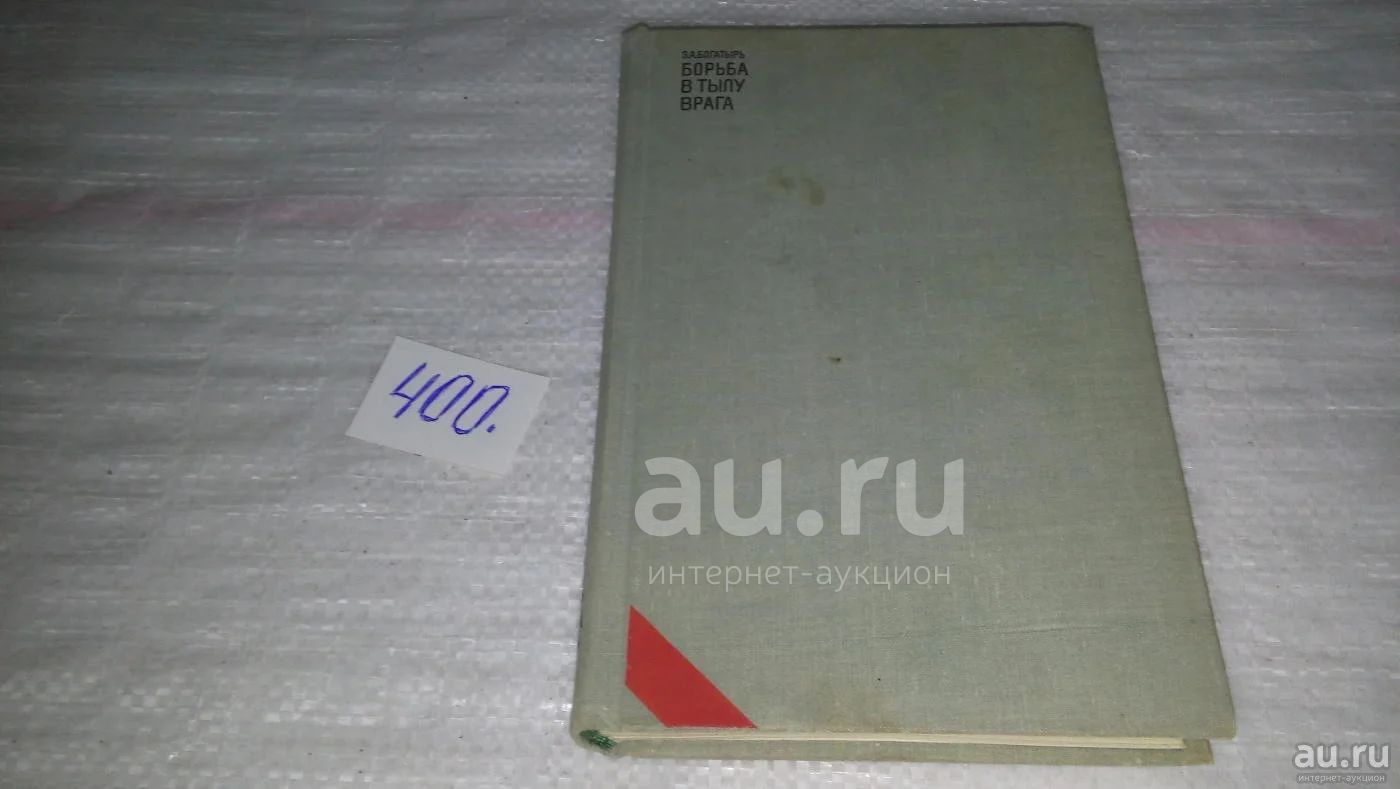 З.А.БОГАТЫРЬ
БОРЬБА
В ТЫЛУ
ВРАГА
400.
au.ru
интернет-аукцион
au.ru
интернет-аукцион